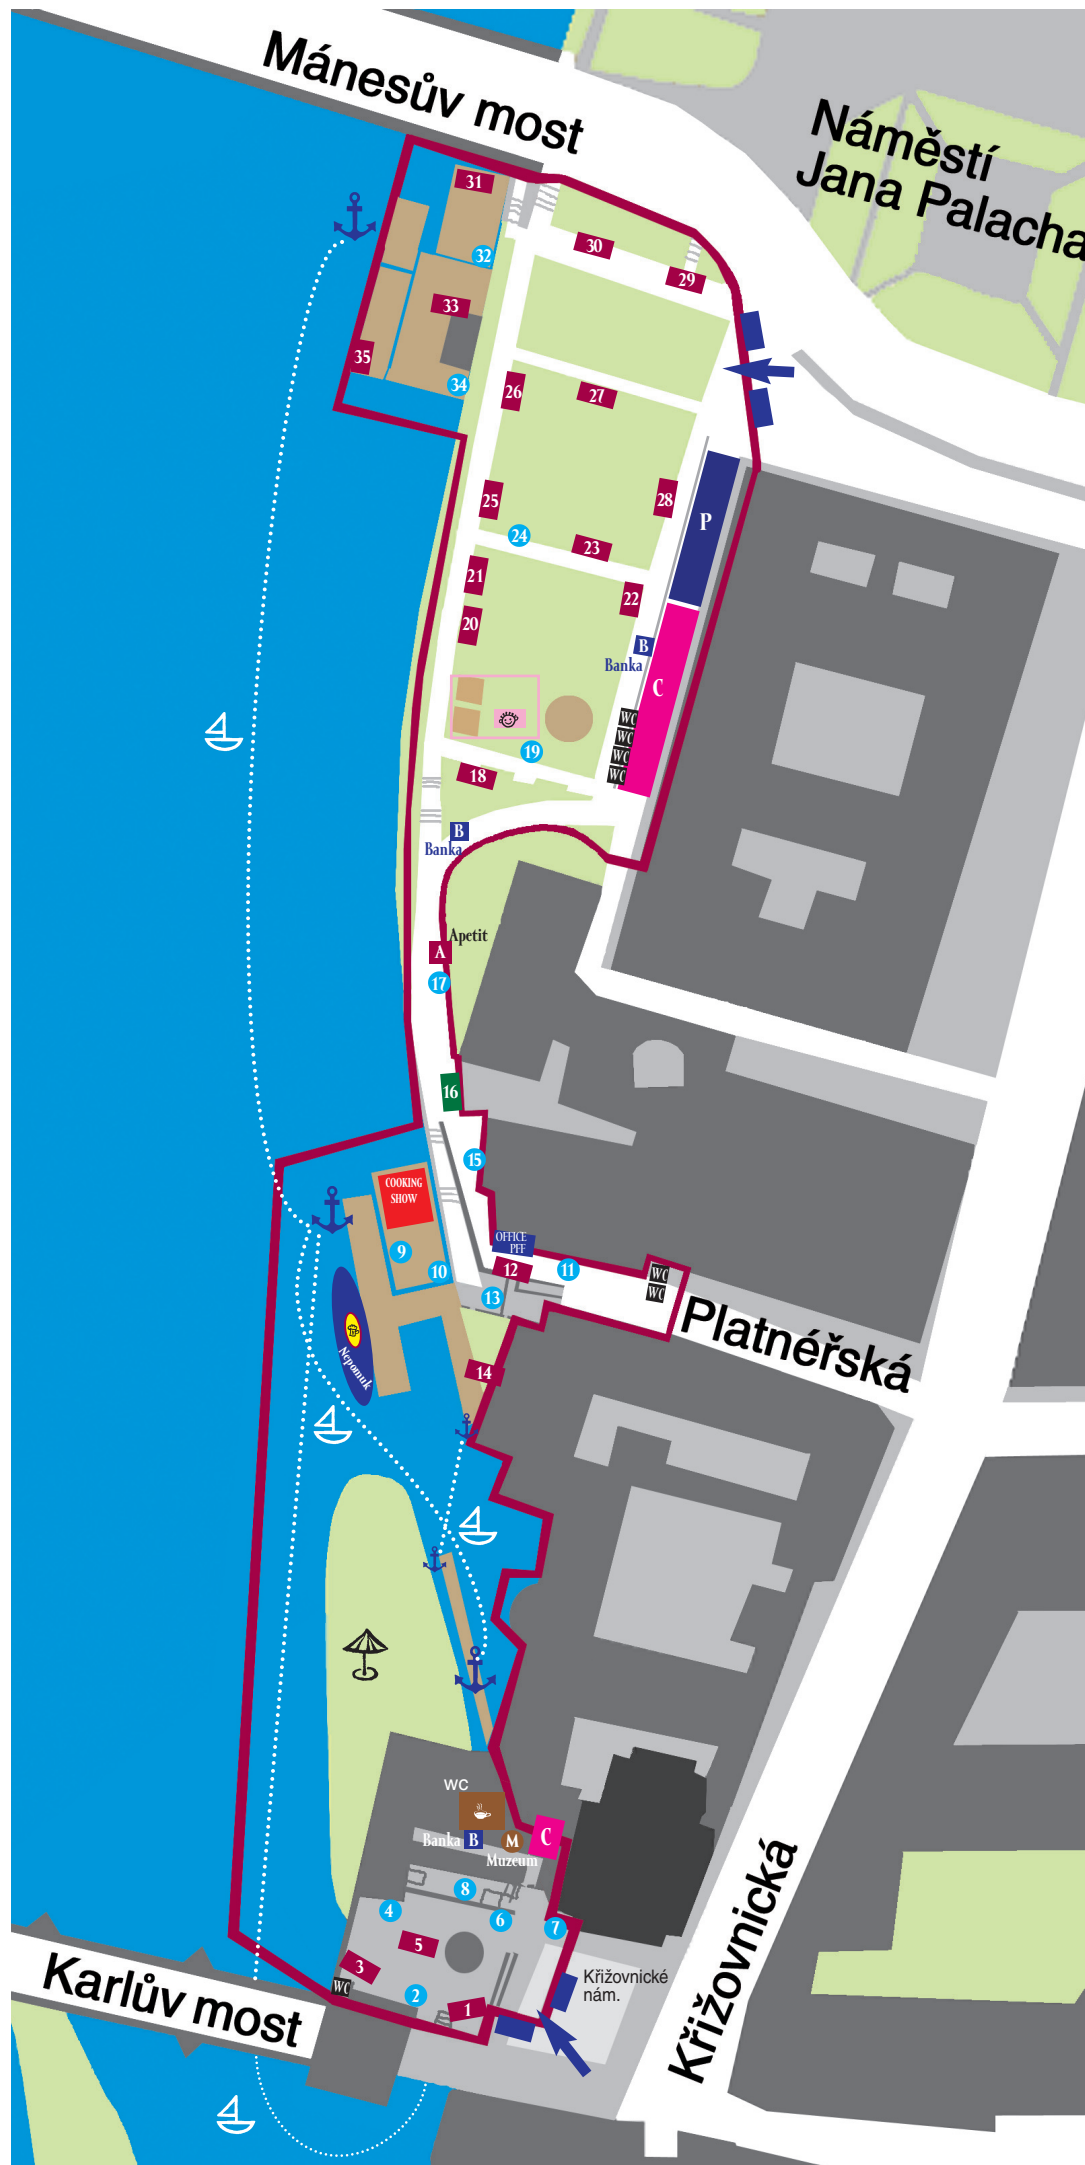 Mánesův most
Náměstí
Jana Palacha
31
30
32
29
33
35
34
26
27
25
28
P
24
23
21
22
20
B
Banka
C
WC
WC
WC
WC
19
18
B
Banka
Apetit
A
17
16
15
COOKING
SHOW
OFFICE
PFF
9
10
12
11
WC
WC
13
Platnéřská
Nepomuk
14
WC
Banka
B
M
C
Muzeum
8
4
6
7
5
3
WC
2
1
Křižovnické
nám.
Křižovnická
Karlův most